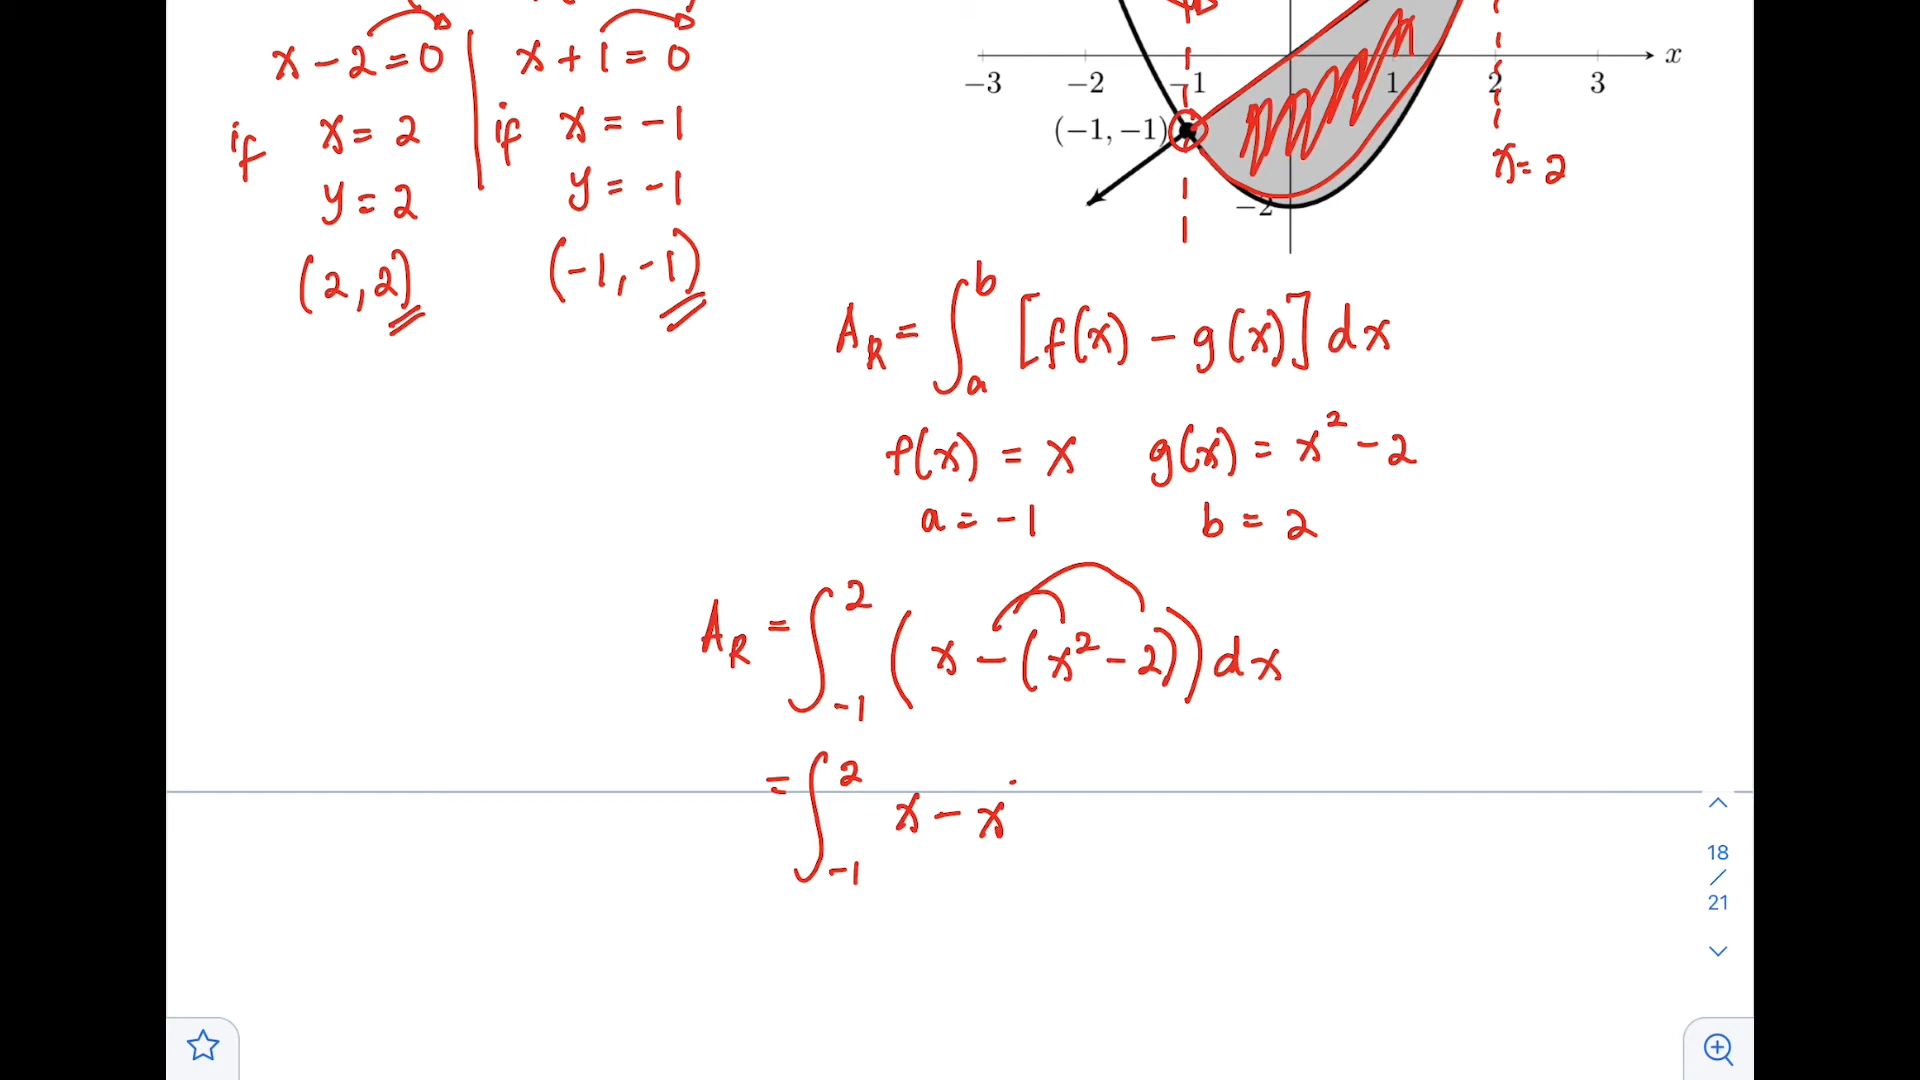 x - 2 = 0 | x + 1 = 0
if x = 2 | if x = -1
y = 2 | y = -1
(2, 2) (-1, -1)
−3 −2 −1 1 2 3 x
(−1, −1)
−2
x = 2
A_R = ∫_a^b [f(x) - g(x)] dx
f(x) = x g(x) = x² - 2
a = -1 b = 2
A_R = ∫_{-1}^2 (x - (x² - 2)) dx
= ∫_{-1}^2 x - x
18
/
21